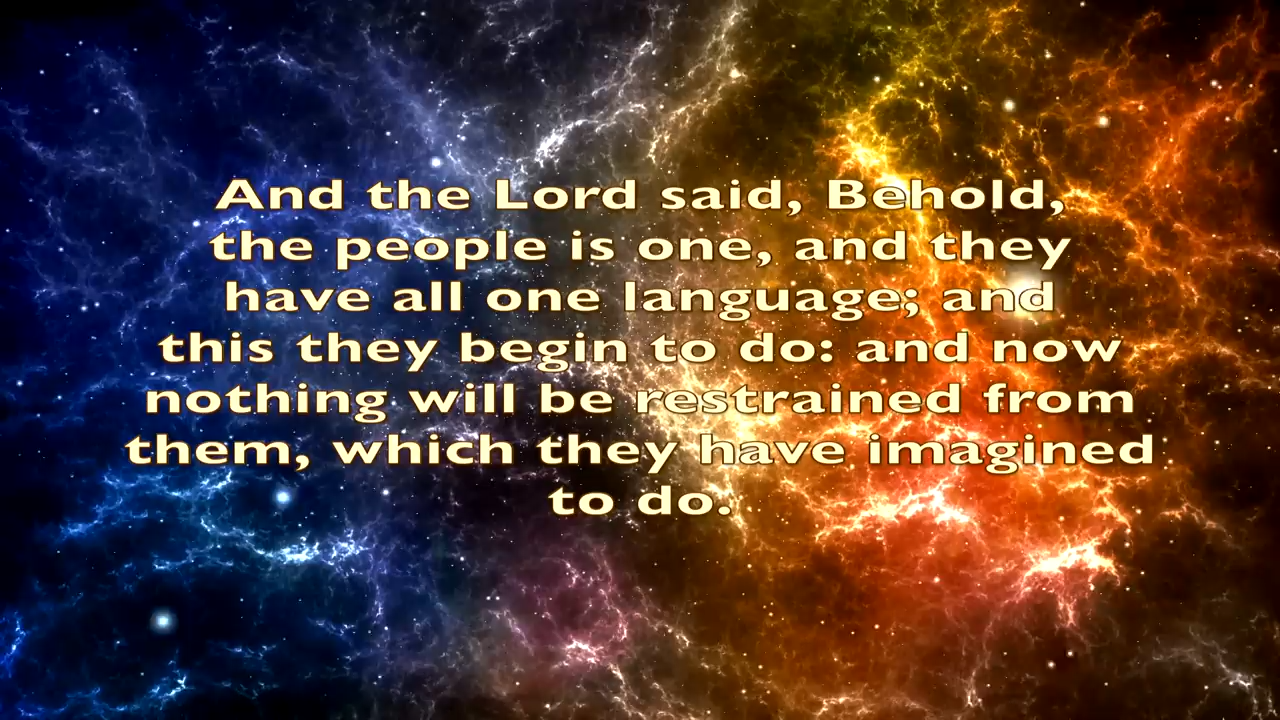 And the Lord said, Behold,
the people is one, and they
have all one language; and
this they begin to do: and now
nothing will be restrained from
them, which they have imagined
to do.